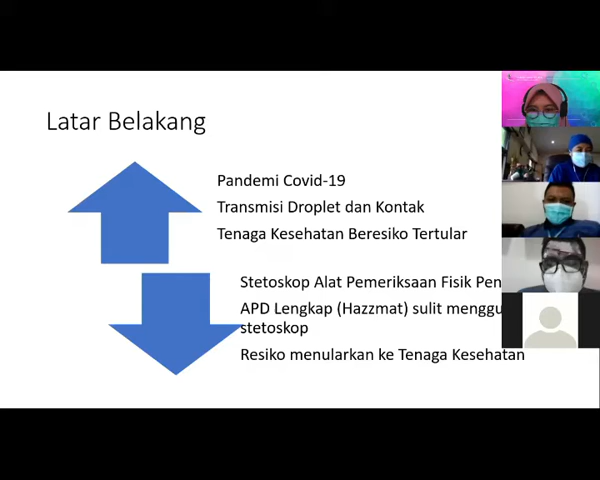 Latar Belakang
Pandemi Covid-19
Transmisi Droplet dan Kontak
Tenaga Kesehatan Beresiko Tertular
Stetoskop Alat Pemeriksaan Fisik Pen
APD Lengkap (Hazzmat) sulit menggu
stetoskop
Resiko menularkan ke Tenaga Kesehatan